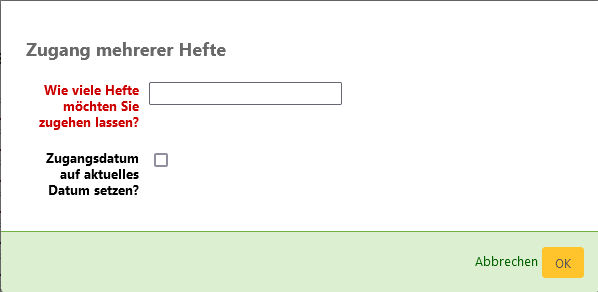 Zugang mehrerer Hefte
Wie viele Hefte
möchten Sie
zugehen lassen?
Zugangsdatum
auf aktuelles
Datum setzen?
Abbrechen OK